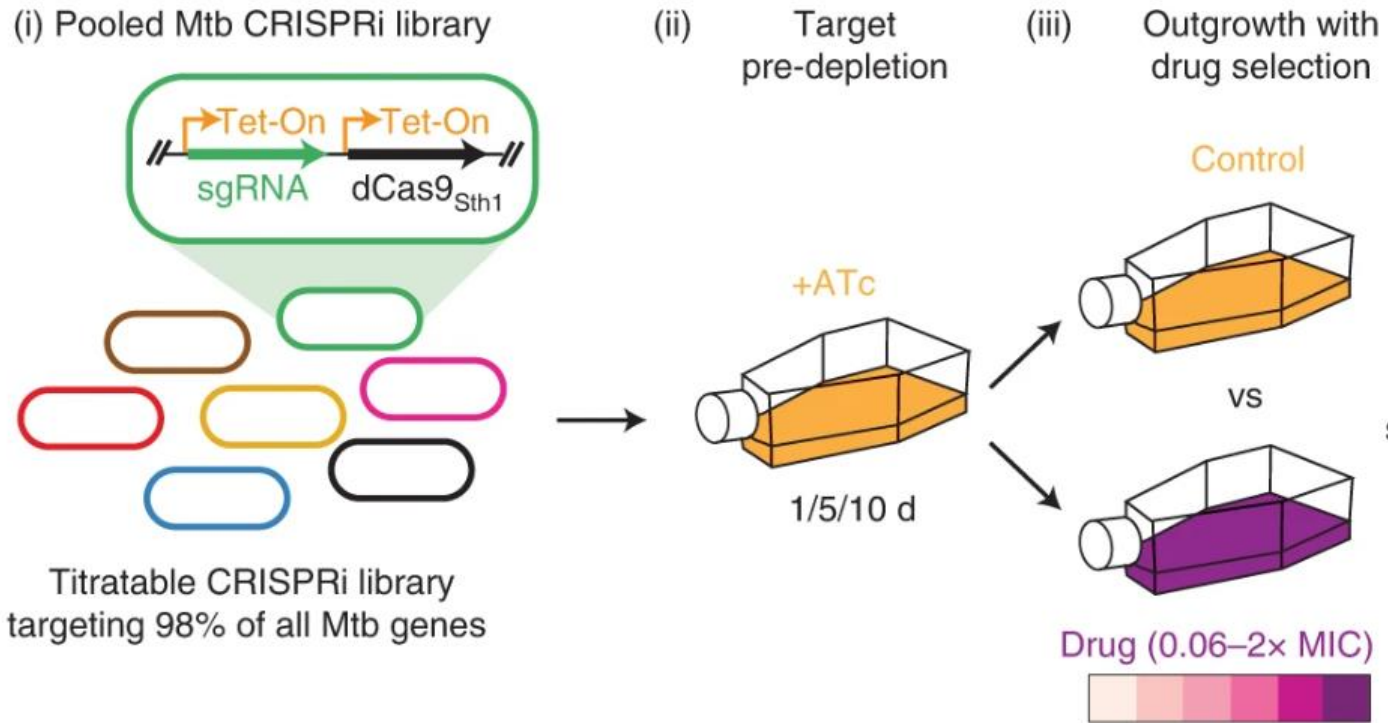 (i) Pooled Mtb CRISPRi library
Tet-On Tet-On
sgRNA dCas9Sth1
Titratable CRISPRi library
targeting 98% of all Mtb genes
(ii) Target
pre-depletion
+ATc
1/5/10 d
(iii) Outgrowth with
drug selection
Control
vs
Drug (0.06–2× MIC)